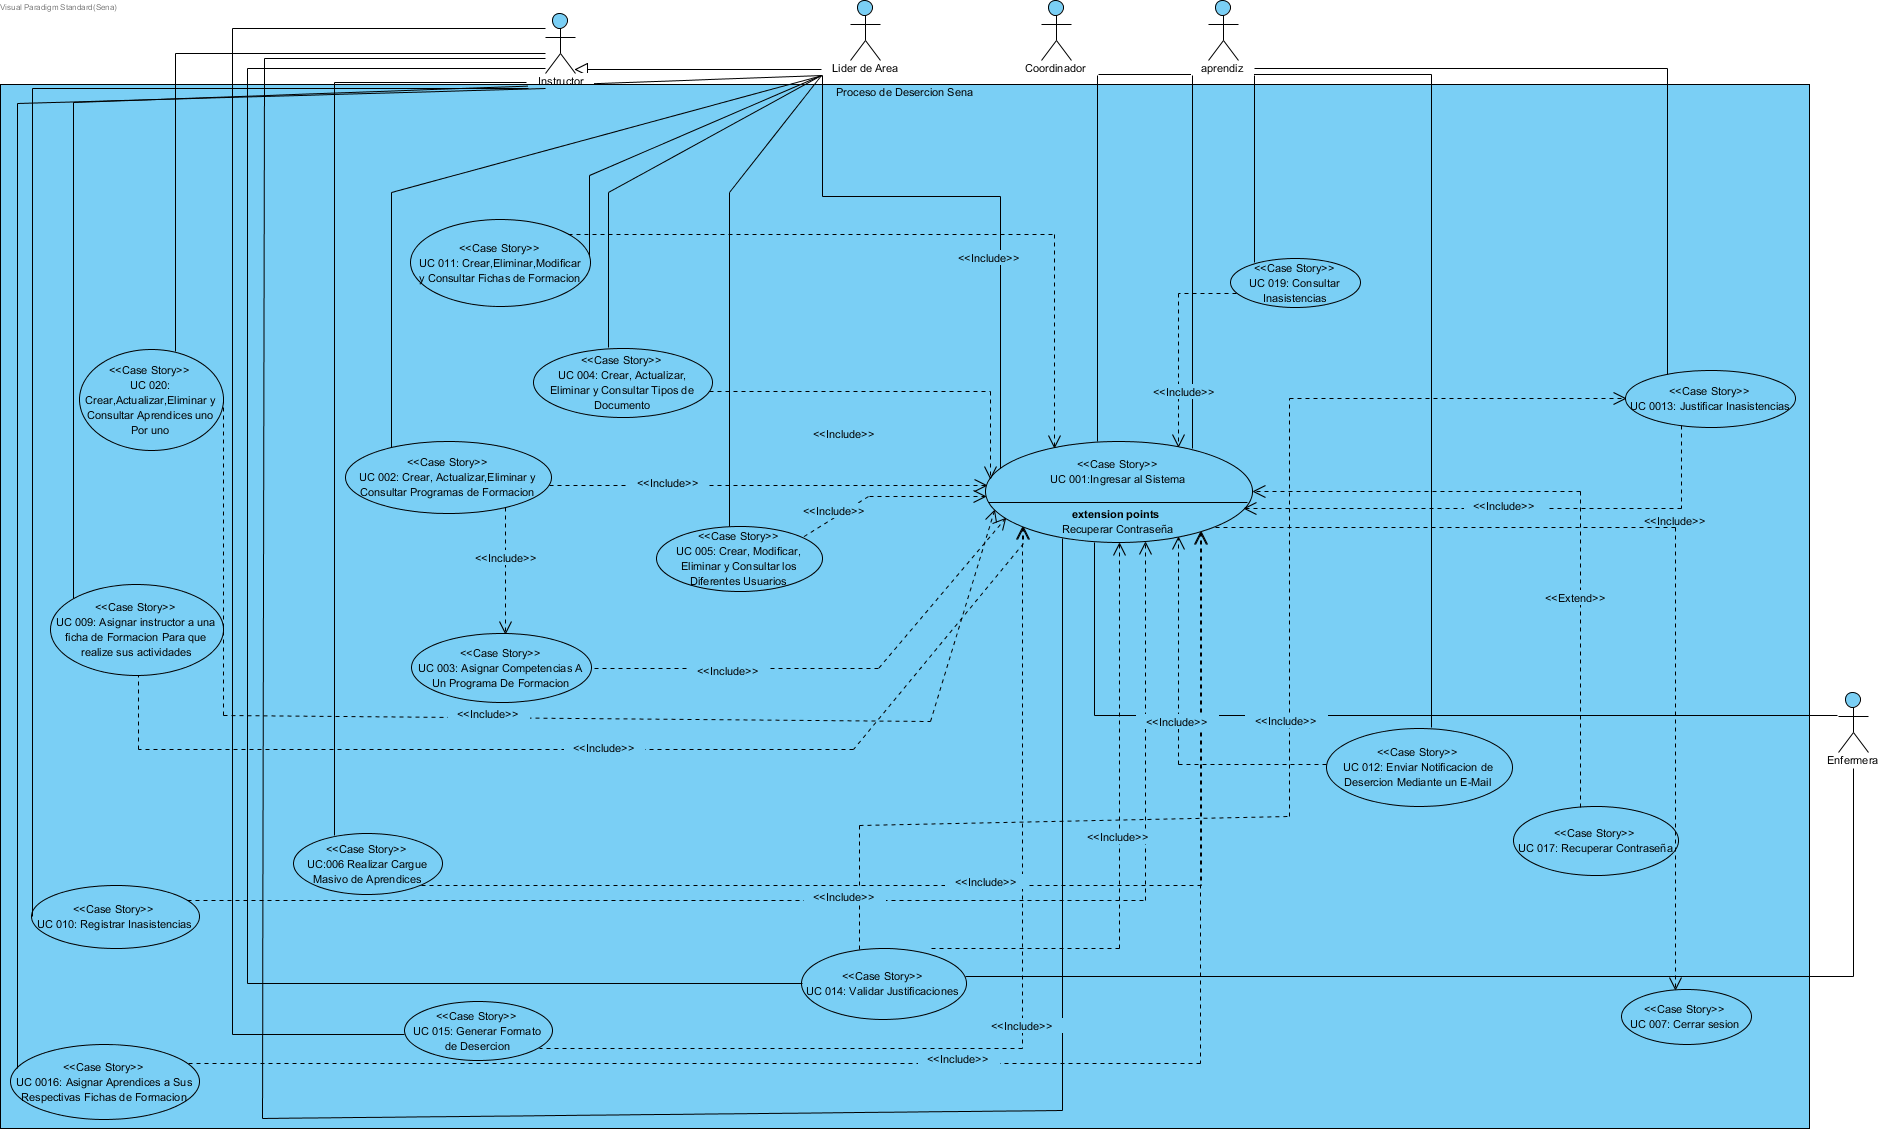 Visual Paradigm Standard(Sena)
Instructor
Lider de Area
Coordinador
aprendiz
Proceso de Desercion Sena
<<Case Story>>
UC 011: Crear,Eliminar,Modificar
y Consultar Fichas de Formacion
<<Include>>
<<Case Story>>
UC 019: Consultar
Inasistencias
<<Case Story>>
UC 020:
Crear,Actualizar,Eliminar y
Consultar Aprendices uno
Por uno
<<Case Story>>
UC 004: Crear, Actualizar,
Eliminar y Consultar Tipos de
Documento
<<Include>>
<<Case Story>>
UC 0013: Justificar Inasistencias
<<Include>>
<<Case Story>>
UC 002: Crear, Actualizar,Eliminar y
Consultar Programas de Formacion
<<Include>>
<<Case Story>>
UC 001:Ingresar al Sistema
extension points
Recuperar Contraseña
<<Include>>
<<Include>>
<<Include>>
<<Case Story>>
UC 005: Crear, Modificar,
Eliminar y Consultar los
Diferentes Usuarios
<<Include>>
<<Extend>>
<<Case Story>>
UC 009: Asignar instructor a una
ficha de Formacion Para que
realize sus actividades
<<Case Story>>
UC 003: Asignar Competencias A
Un Programa De Formacion
<<Include>>
<<Include>>
<<Include>>
<<Include>>
<<Include>>
Enfermera
<<Case Story>>
UC 012: Enviar Notificacion de
Desercion Mediante un E-Mail
<<Case Story>>
UC:006 Realizar Cargue
Masivo de Aprendices
<<Include>>
<<Case Story>>
UC 017: Recuperar Contraseña
<<Include>>
<<Include>>
<<Case Story>>
UC 010: Registrar Inasistencias
<<Case Story>>
UC 014: Validar Justificaciones
<<Case Story>>
UC 015: Generar Formato
de Desercion
<<Include>>
<<Case Story>>
UC 007: Cerrar sesion
<<Include>>
<<Case Story>>
UC 0016: Asignar Aprendices a Sus
Respectivas Fichas de Formacion